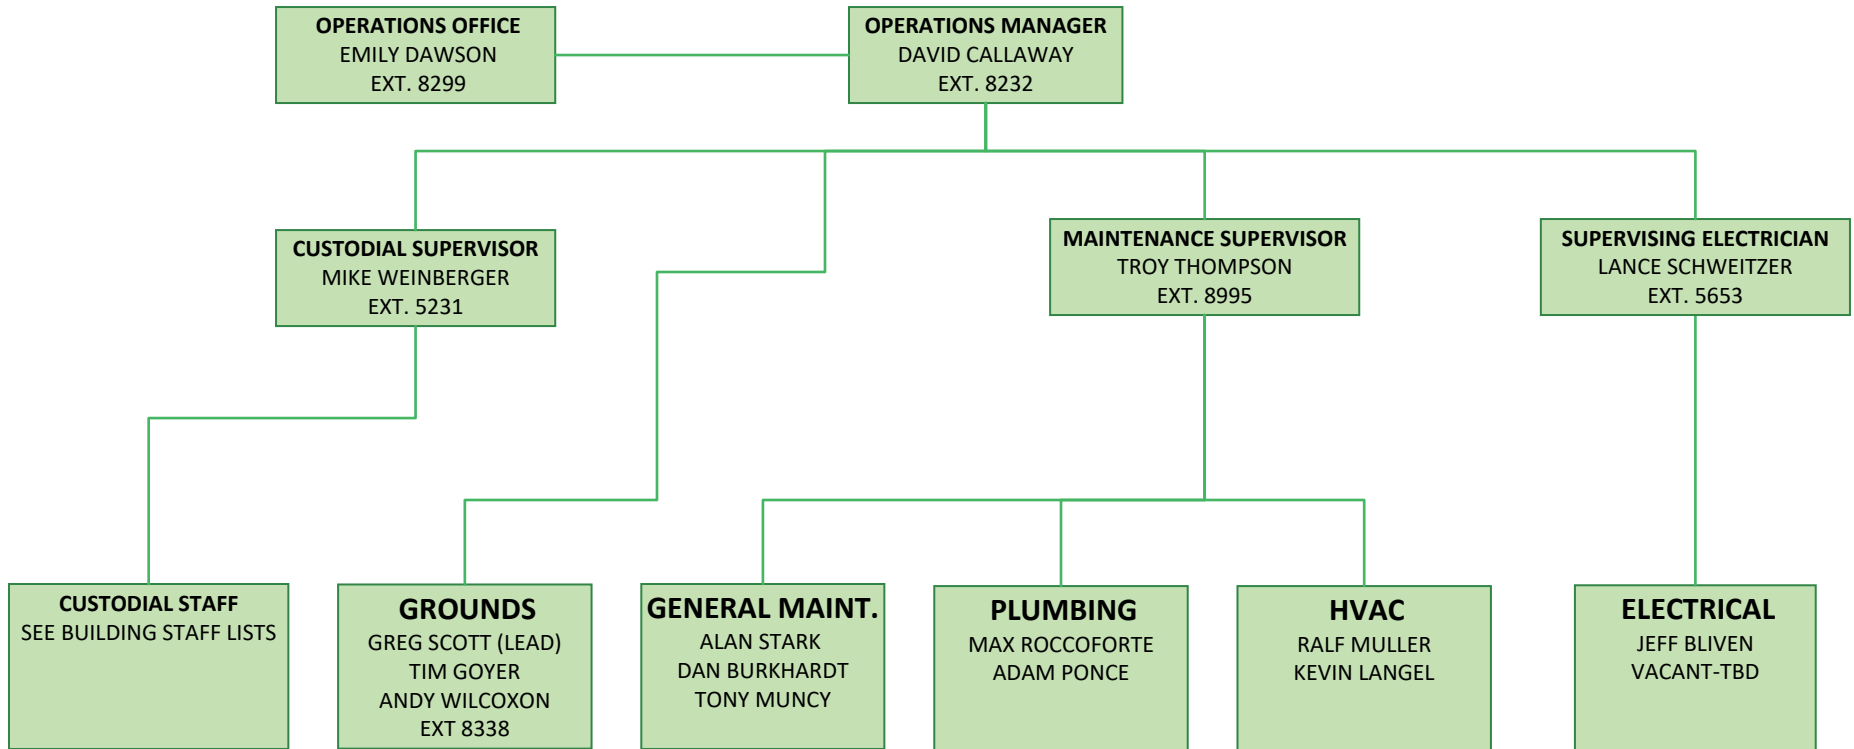 OPERATIONS OFFICE
EMILY DAWSON
EXT. 8299
OPERATIONS MANAGER
DAVID CALLAWAY
EXT. 8232
CUSTODIAL SUPERVISOR
MIKE WEINBERGER
EXT. 5231
MAINTENANCE SUPERVISOR
TROY THOMPSON
EXT. 8995
SUPERVISING ELECTRICIAN
LANCE SCHWEITZER
EXT. 5653
CUSTODIAL STAFF
SEE BUILDING STAFF LISTS
GROUNDS
GREG SCOTT (LEAD)
TIM GOYER
ANDY WILCOXON
EXT 8338
GENERAL MAINT.
ALAN STARK
DAN BURKHARDT
TONY MUNCY
PLUMBING
MAX ROCCOFORTE
ADAM PONCE
HVAC
RALF MULLER
KEVIN LANGEL
ELECTRICAL
JEFF BLIVEN
VACANT-TBD